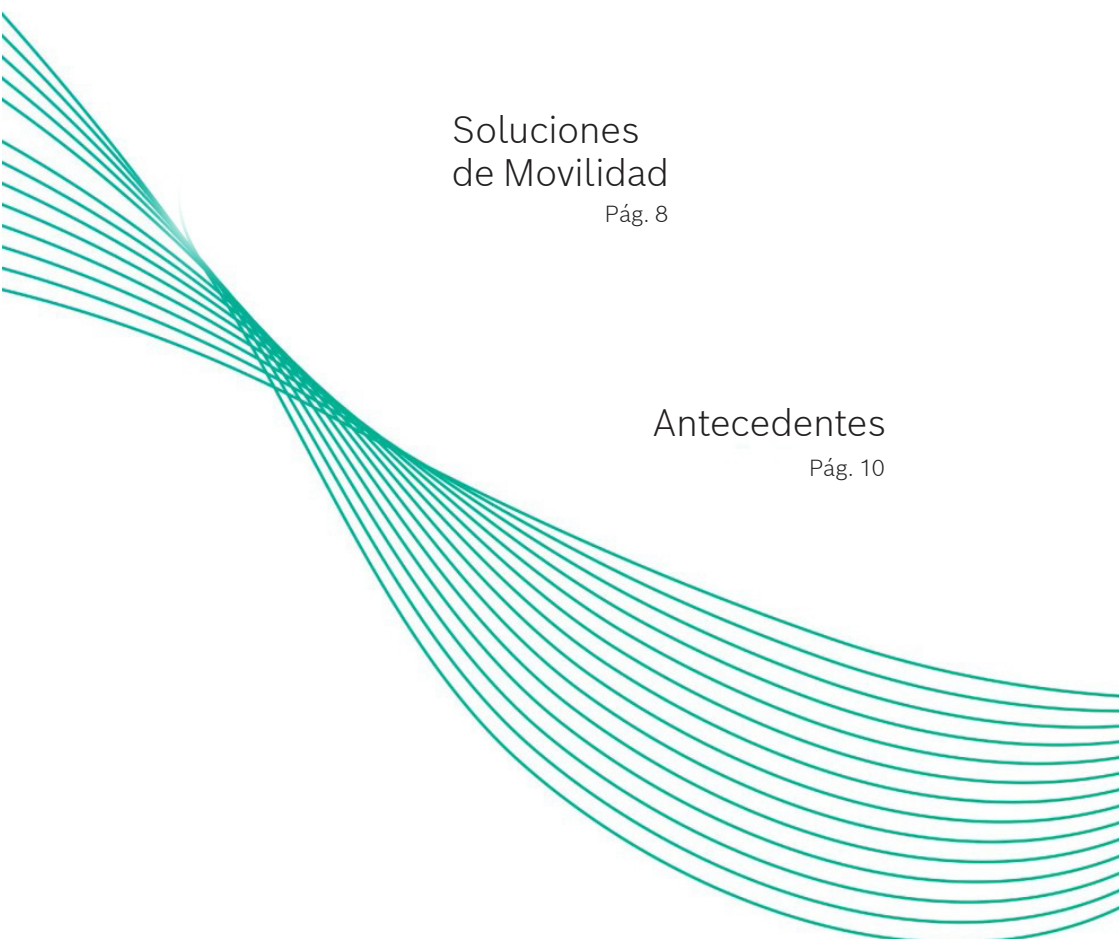 Soluciones
de Movilidad
Pág. 8
Antecedentes
Pág. 10